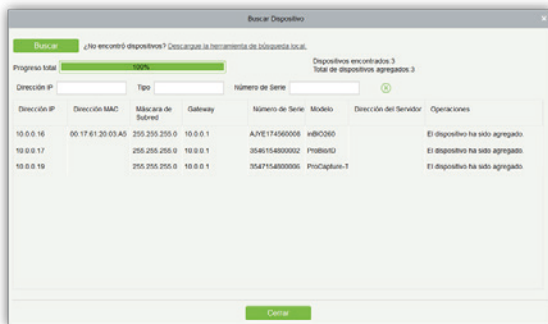 Buscar Dispositivo
Buscar ¿No encontró dispositivos? Descargue la herramienta de búsqueda local.
Progreso total 100% Dispositivos encontrados:3
Total de dispositivos agregados:3
Dirección IP Tipo Número de Serie
Dirección IP Dirección MAC Máscara de Subred Gateway Número de Serie Modelo Dirección del Servidor Operaciones
10.0.0.16 00:17:61:20:03:A5 255.255.255.0 10.0.0.1 AJYE174560006 inBIO260 El dispositivo ha sido agregado.
10.0.0.17 255.255.255.0 10.0.0.1 3546154800002 ProBio/ID El dispositivo ha sido agregado.
10.0.0.19 255.255.255.0 10.0.0.1 3547154800006 ProCapture-T El dispositivo ha sido agregado.
Cerrar